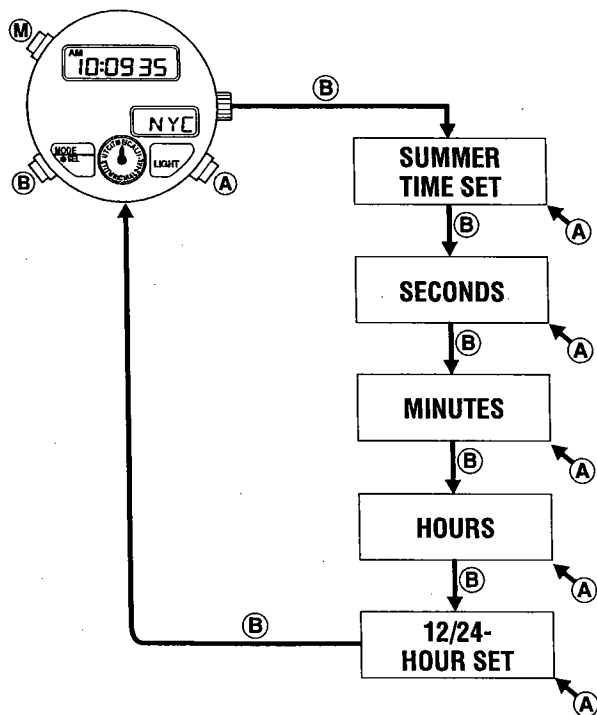 M
AM
10:09 35
NYC
MODE
SEL
LIGHT
B
A
B
SUMMER
TIME SET
A
B
SECONDS
A
B
MINUTES
A
B
HOURS
A
B
12/24-
HOUR SET
A
B